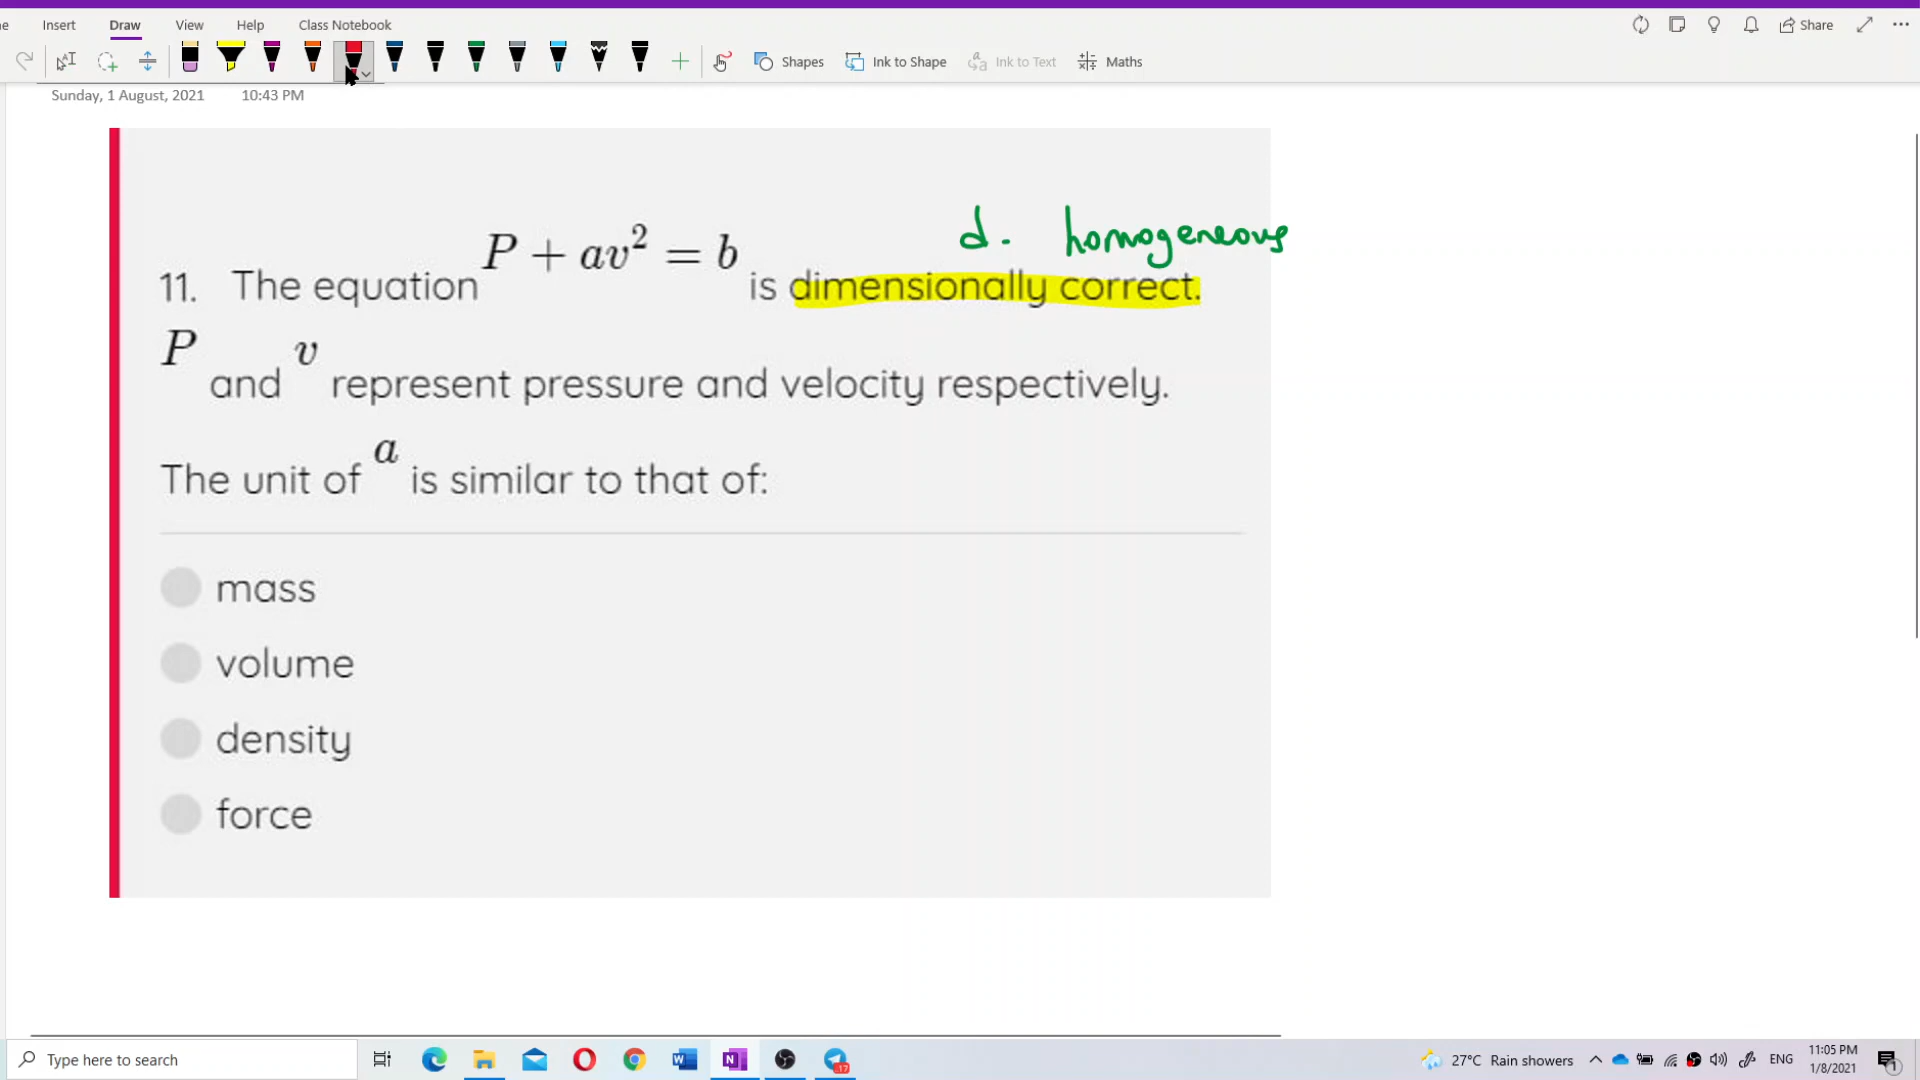 e Insert Draw View Help Class Notebook Share
Shapes Ink to Shape Ink to Text Maths
Sunday, 1 August, 2021 10:43 PM
d. homogeneous
11. The equation P + av² = b is dimensionally correct.
P and v represent pressure and velocity respectively.
The unit of a is similar to that of:
mass
volume
density
force
Type here to search
17
27°C Rain showers ENG 11:05 PM
1/8/2021
1